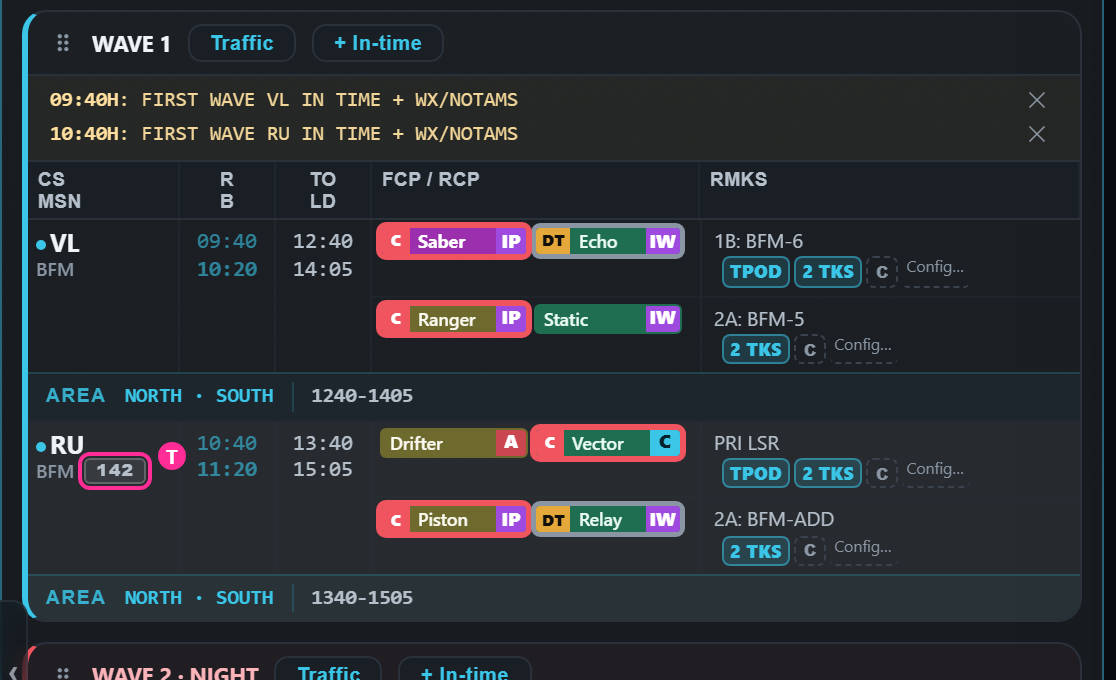 WAVE 1 Traffic + In-time
09:40H: FIRST WAVE VL IN TIME + WX/NOTAMS
10:40H: FIRST WAVE RU IN TIME + WX/NOTAMS
CS R TO FCP / RCP RMKS
MSN B LD
VL 09:40 12:40 C Saber IP DT Echo IW 1B: BFM-6
BFM 10:20 14:05 TPOD 2 TKS C Config...
C Ranger IP Static IW 2A: BFM-5
2 TKS C Config...
AREA NORTH · SOUTH 1240-1405
RU 10:40 13:40 Drifter A C Vector C PRI LSR
BFM 142 T 11:20 15:05 TPOD 2 TKS C Config...
C Piston IP DT Relay IW 2A: BFM-ADD
2 TKS C Config...
AREA NORTH · SOUTH 1340-1505
WAVE 2 · NIGHT Traffic + In-time